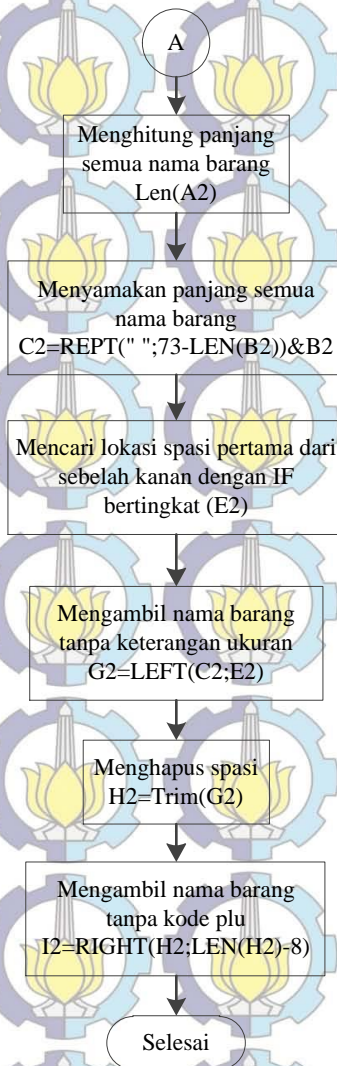 A
Menghitung panjang
semua nama barang
Len(A2)
Menyamakan panjang semua
nama barang
C2=REPT(" ";73-LEN(B2))&B2
Mencari lokasi spasi pertama dari
sebelah kanan dengan IF
bertingkat (E2)
Mengambil nama barang
tanpa keterangan ukuran
G2=LEFT(C2;E2)
Menghapus spasi
H2=Trim(G2)
Mengambil nama barang
tanpa kode plu
I2=RIGHT(H2;LEN(H2)-8)
Selesai